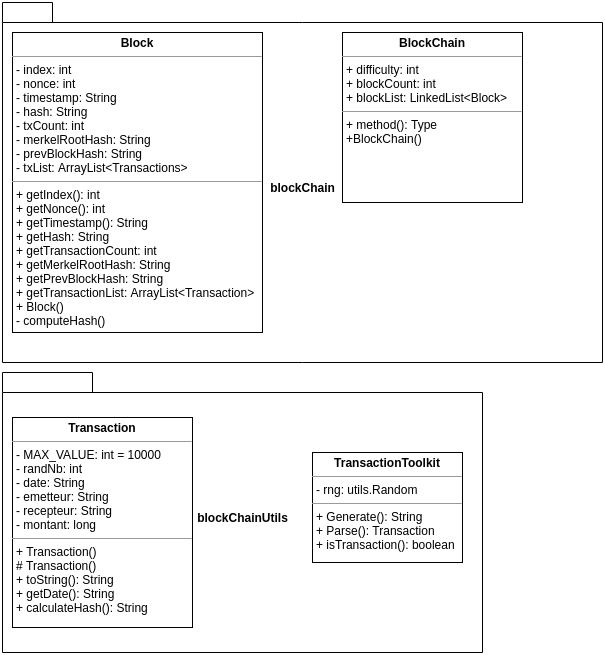 Block
- index: int
- nonce: int
- timestamp: String
- hash: String
- txCount: int
- merkelRootHash: String
- prevBlockHash: String
- txList: ArrayList<Transactions>
+ getIndex(): int
+ getNonce(): int
+ getTimestamp(): String
+ getHash: String
+ getTransactionCount: int
+ getMerkelRootHash: String
+ getPrevBlockHash: String
+ getTransactionList: ArrayList<Transaction>
+ Block()
- computeHash()
blockChain
BlockChain
+ difficulty: int
+ blockCount: int
+ blockList: LinkedList<Block>
+ method(): Type
+BlockChain()
Transaction
- MAX_VALUE: int = 10000
- randNb: int
- date: String
- emetteur: String
- recepteur: String
- montant: long
+ Transaction()
# Transaction()
+ toString(): String
+ getDate(): String
+ calculateHash(): String
blockChainUtils
TransactionToolkit
- rng: utils.Random
+ Generate(): String
+ Parse(): Transaction
+ isTransaction(): boolean